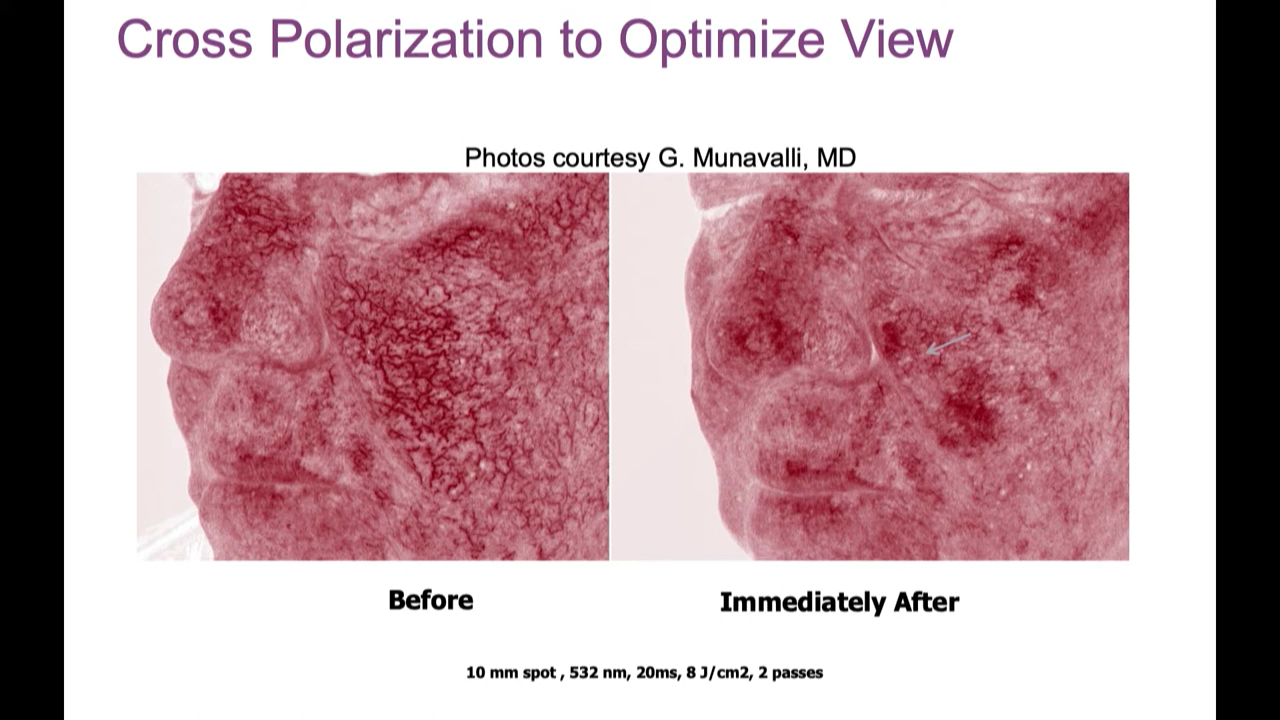 Cross Polarization to Optimize View
Photos courtesy G. Munavalli, MD
Before
Immediately After
10 mm spot , 532 nm, 20ms, 8 J/cm2, 2 passes